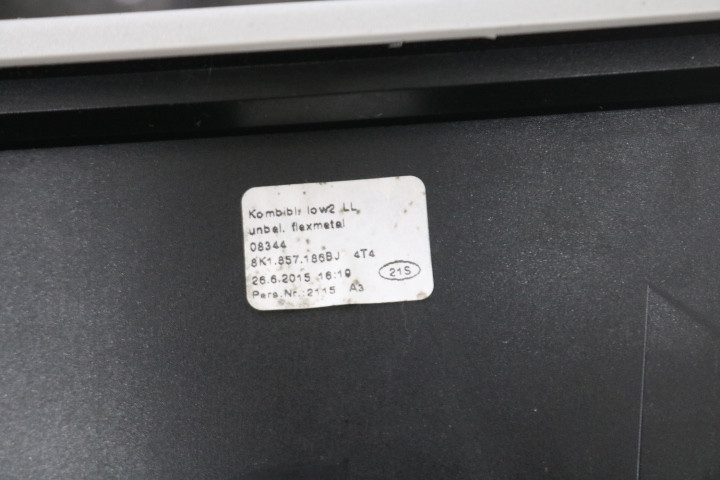 Kombibl. low2 LL
unbel. flexmetal
08344
8K1.857.186BJ 4T4
26.6.2015 16:19
21S
Pers.Nr.:2115 A3